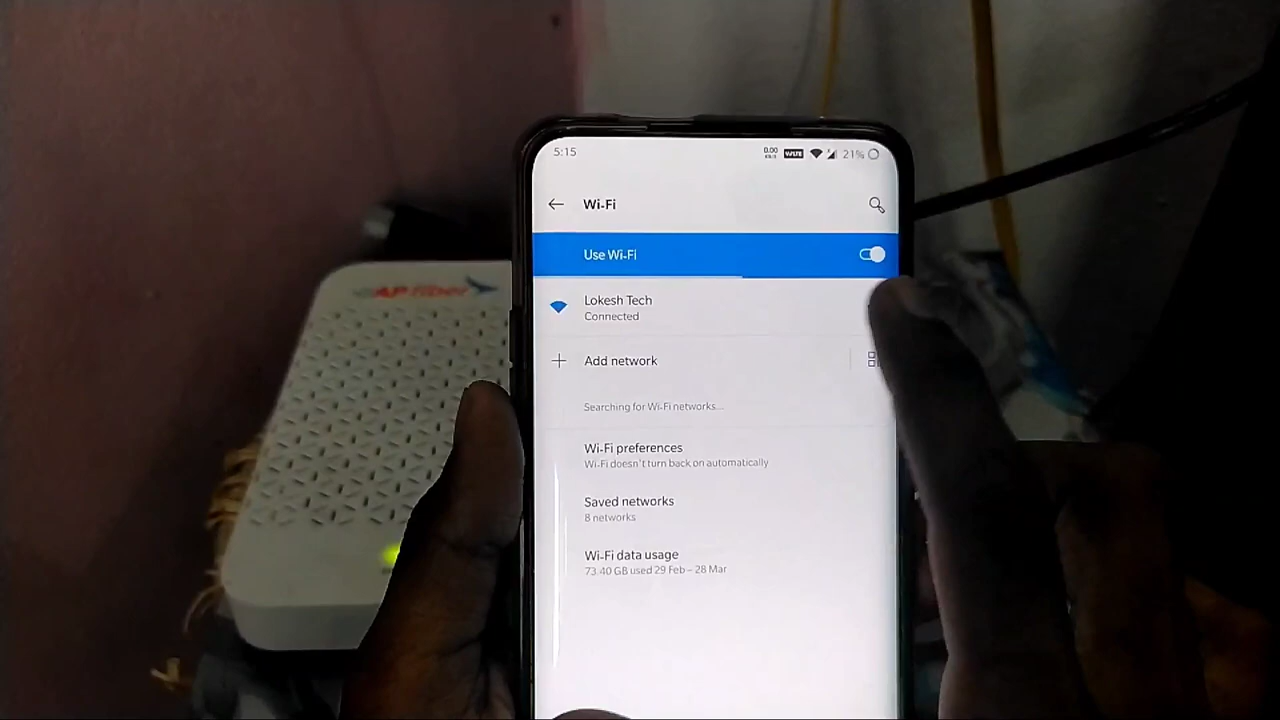 5:15
0.00
VoLTE
21%
Wi-Fi
Use Wi-Fi
Lokesh Tech
Connected
Add network
Searching for Wi-Fi networks...
Wi-Fi preferences
Wi-Fi doesn't turn back on automatically
Saved networks
8 networks
Wi-Fi data usage
73.40 GB used 29 Feb – 28 Mar
AP fiber